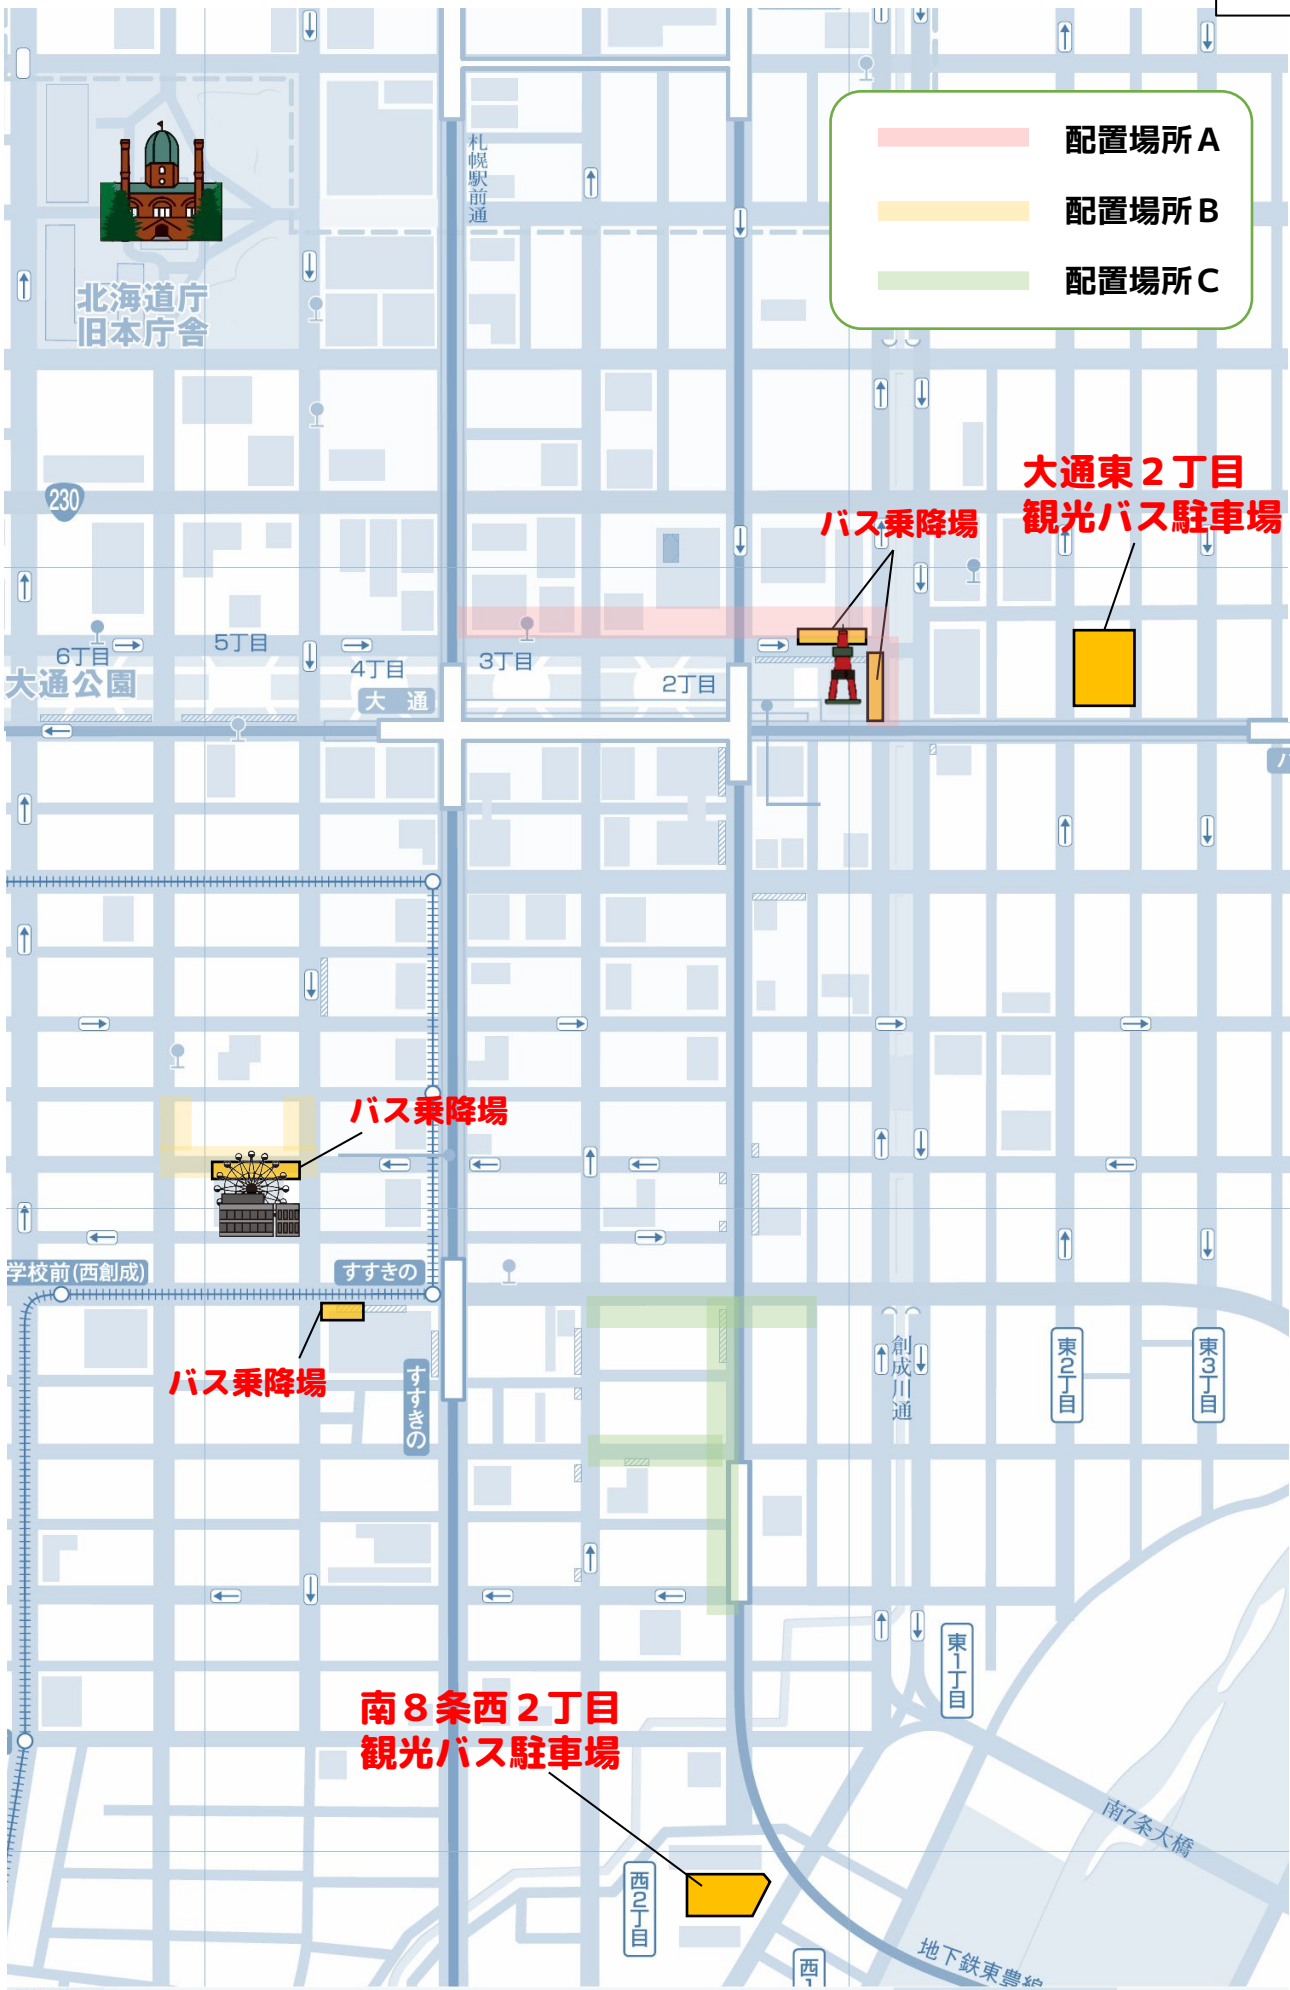 札幌駅前通
配置場所A
配置場所B
配置場所C
北海道庁
旧本庁舎
230
大通東2丁目
観光バス駐車場
バス乗降場
6丁目
5丁目
4丁目
3丁目
2丁目
大通公園
大 通
バス乗降場
学校前(西創成)
すすきの
バス乗降場
すすきの
創成川通
東2丁目
東3丁目
東1丁目
南8条西2丁目
観光バス駐車場
南7条大橋
西2丁目
西1
地下鉄東豊線